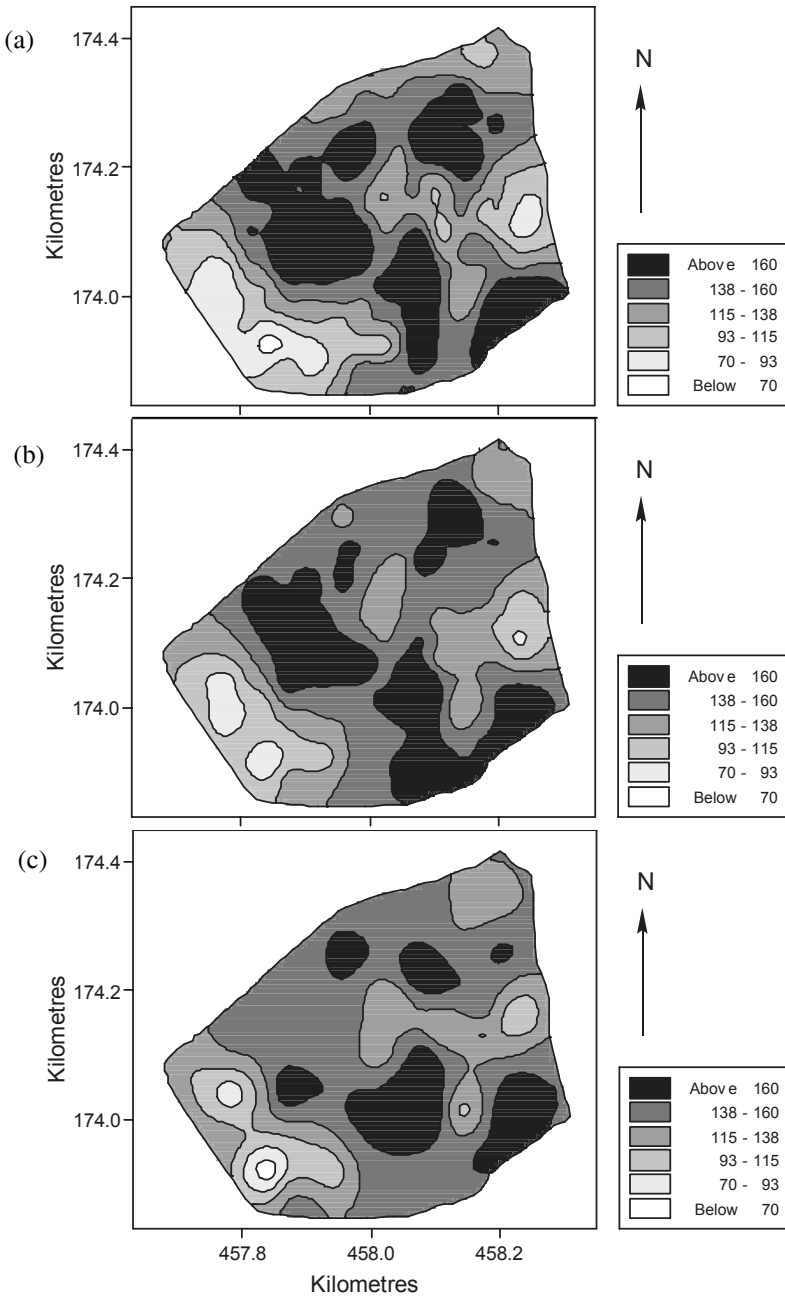 (a)
174.4
174.2
174.0
Kilometres
N
Above 160
138 - 160
115 - 138
93 - 115
70 - 93
Below 70
(b)
174.4
174.2
174.0
Kilometres
N
Above 160
138 - 160
115 - 138
93 - 115
70 - 93
Below 70
(c)
174.4
174.2
174.0
Kilometres
N
Above 160
138 - 160
115 - 138
93 - 115
70 - 93
Below 70
457.8 458.0 458.2
Kilometres